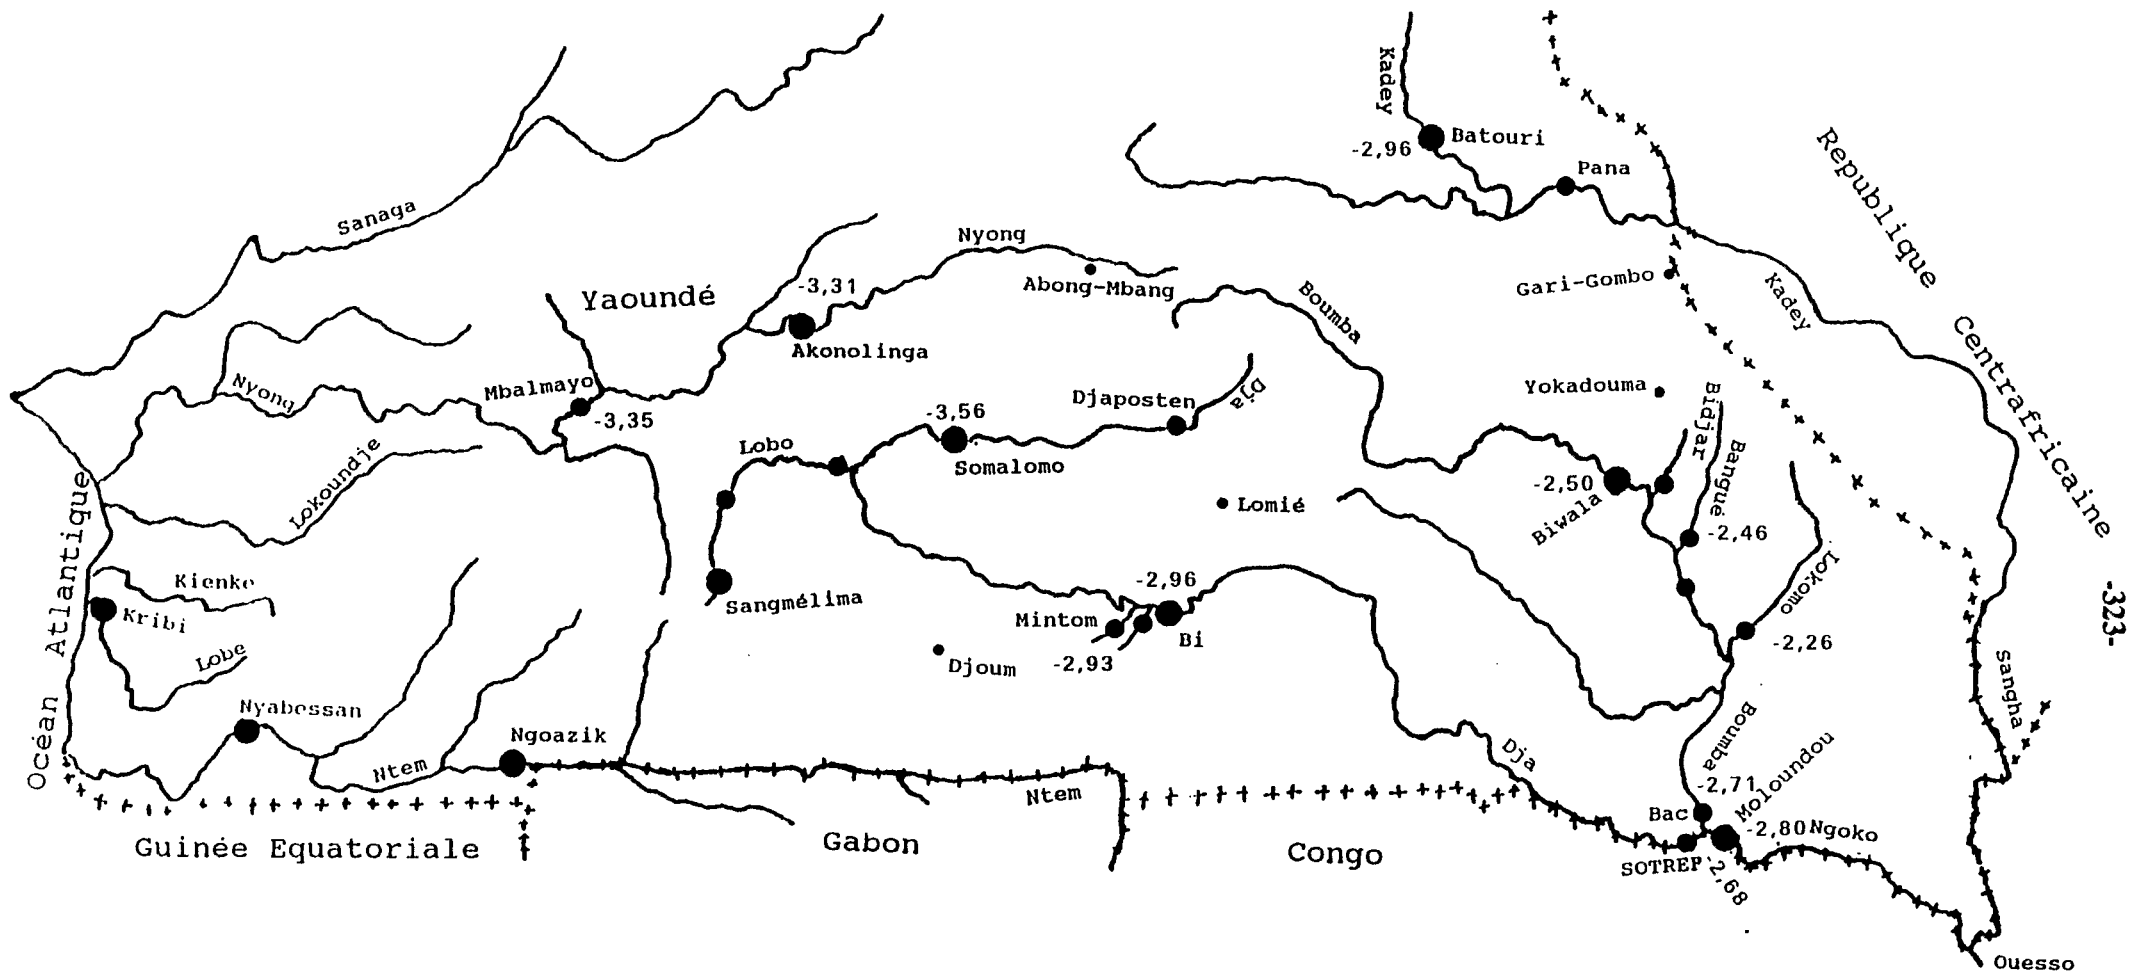 Kadey
Batouri
-2,96
Pana
Republique
Centrafricaine
Sanaga
Nyong
Abong-Mbang
Gari-Gombo
Kadey
Yaoundé
-3,31
Akonolinga
Boumba
Nyong
Mbalmayo
-3,35
-3,56
Somalomo
Djaposten
Dja
Yokadouma
Bidjar
Bangué
Lobo
Lokoundje
-2,50
Biwala
-2,46
Lomié
Lokomo
-323-
Océan Atlantique
Kienke
Kribi
Lobe
Sangmélima
-2,96
Mintom
Bi
-2,93
Djoum
-2,26
Sangha
Nyabessan
Ngoazik
Ntem
Ntem
Dja
Boumba
-2,71
Moloundou
Bac
-2,80
Ngoko
SOTREF
-2,68
Guinée Equatoriale
Gabon
Congo
Ouesso